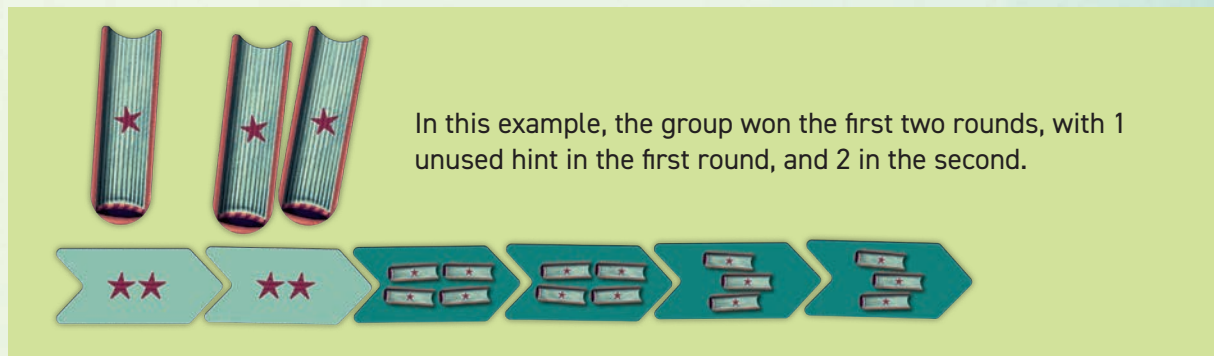 In this example, the group won the first two rounds, with 1
unused hint in the first round, and 2 in the second.